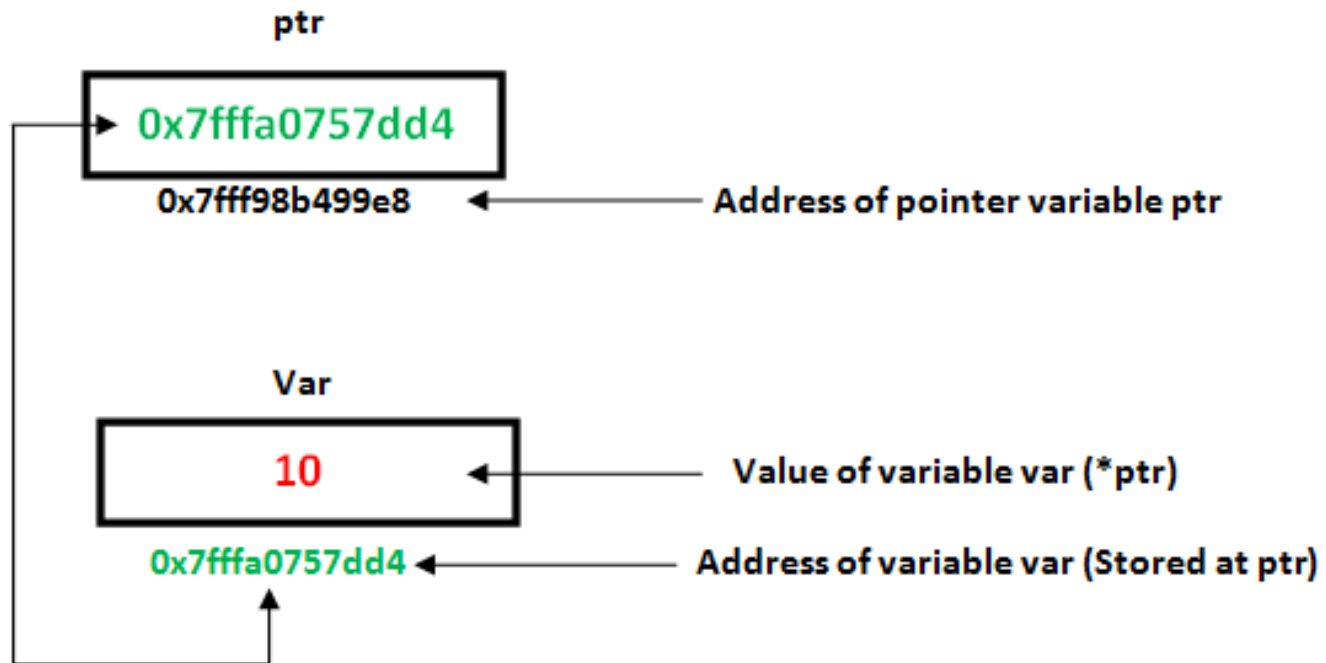 ptr
0x7fffa0757dd4
0x7fff98b499e8
Address of pointer variable ptr
Var
10
Value of variable var (*ptr)
0x7fffa0757dd4
Address of variable var (Stored at ptr)